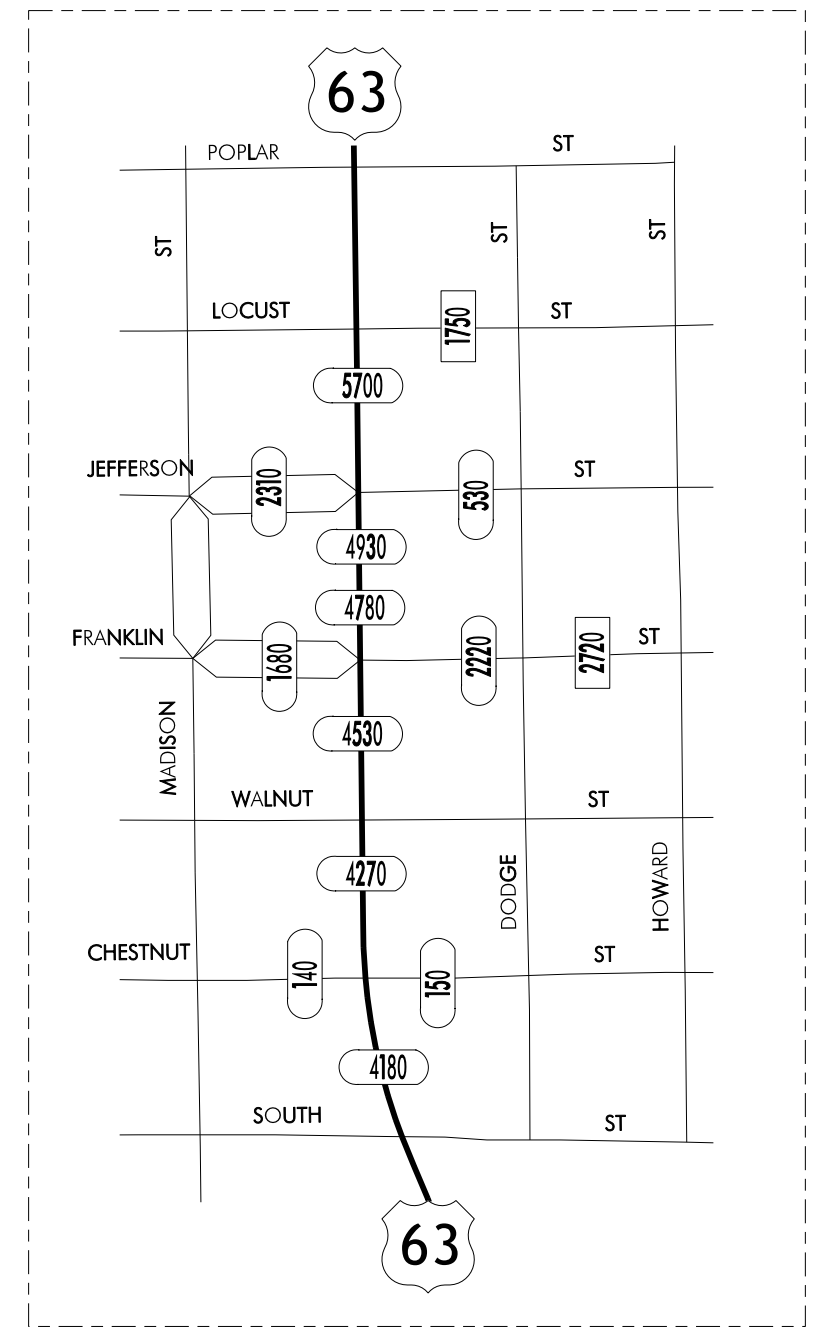 63
POPLAR ST
ST ST ST
LOCUST ST
1750
5700
JEFFERSON ST
2310 530
4930
4780
FRANKLIN ST
1680 2220 2720
4530
MADISON
WALNUT ST
4270
DODGE HOWARD
CHESTNUT ST
140 150
4180
SOUTH ST
63